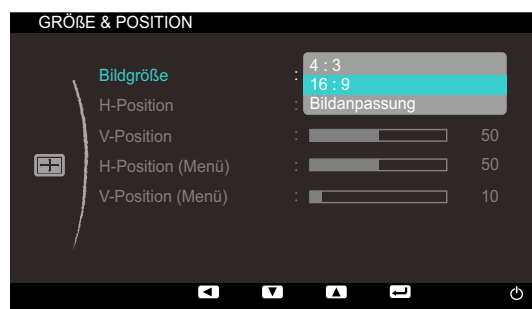 GRÖßE & POSITION
Bildgröße : 4 : 3
16 : 9
H-Position : Bildanpassung
V-Position : 50
H-Position (Menü) : 50
V-Position (Menü) : 10